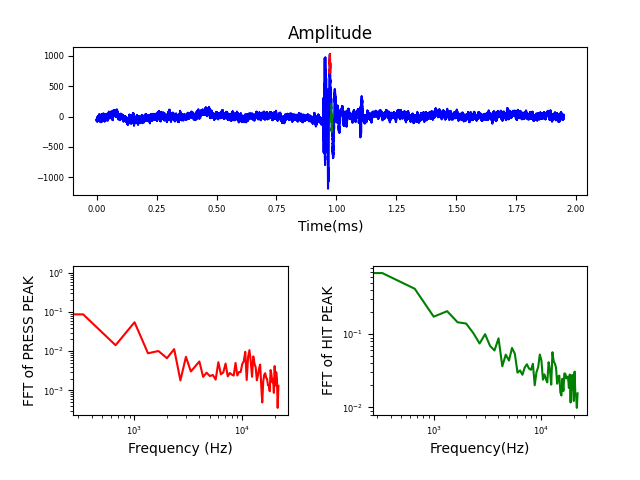 Amplitude
1000
500
0
−500
−1000
0.00 0.25 0.50 0.75 1.00 1.25 1.50 1.75 2.00
Time(ms)
FFT of PRESS PEAK
10⁰
10⁻¹
10⁻²
10⁻³
10³ 10⁴
Frequency (Hz)
FFT of HIT PEAK
10⁻¹
10⁻²
10³ 10⁴
Frequency(Hz)